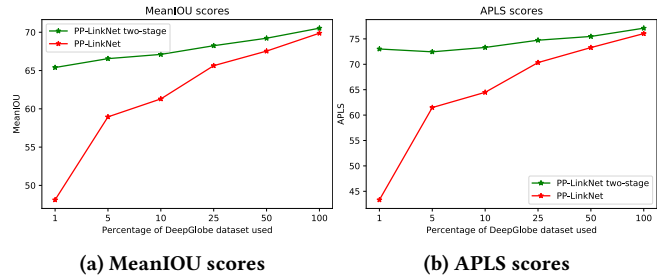 MeanIOU scores
PP-LinkNet two-stage
PP-LinkNet
70
65
60
55
50
MeanIOU
1 5 10 25 50 100
Percentage of DeepGlobe dataset used
(a) MeanIOU scores
APLS scores
75
70
65
60
55
50
45
APLS
PP-LinkNet two-stage
PP-LinkNet
1 5 10 25 50 100
Percentage of DeepGlobe dataset used
(b) APLS scores